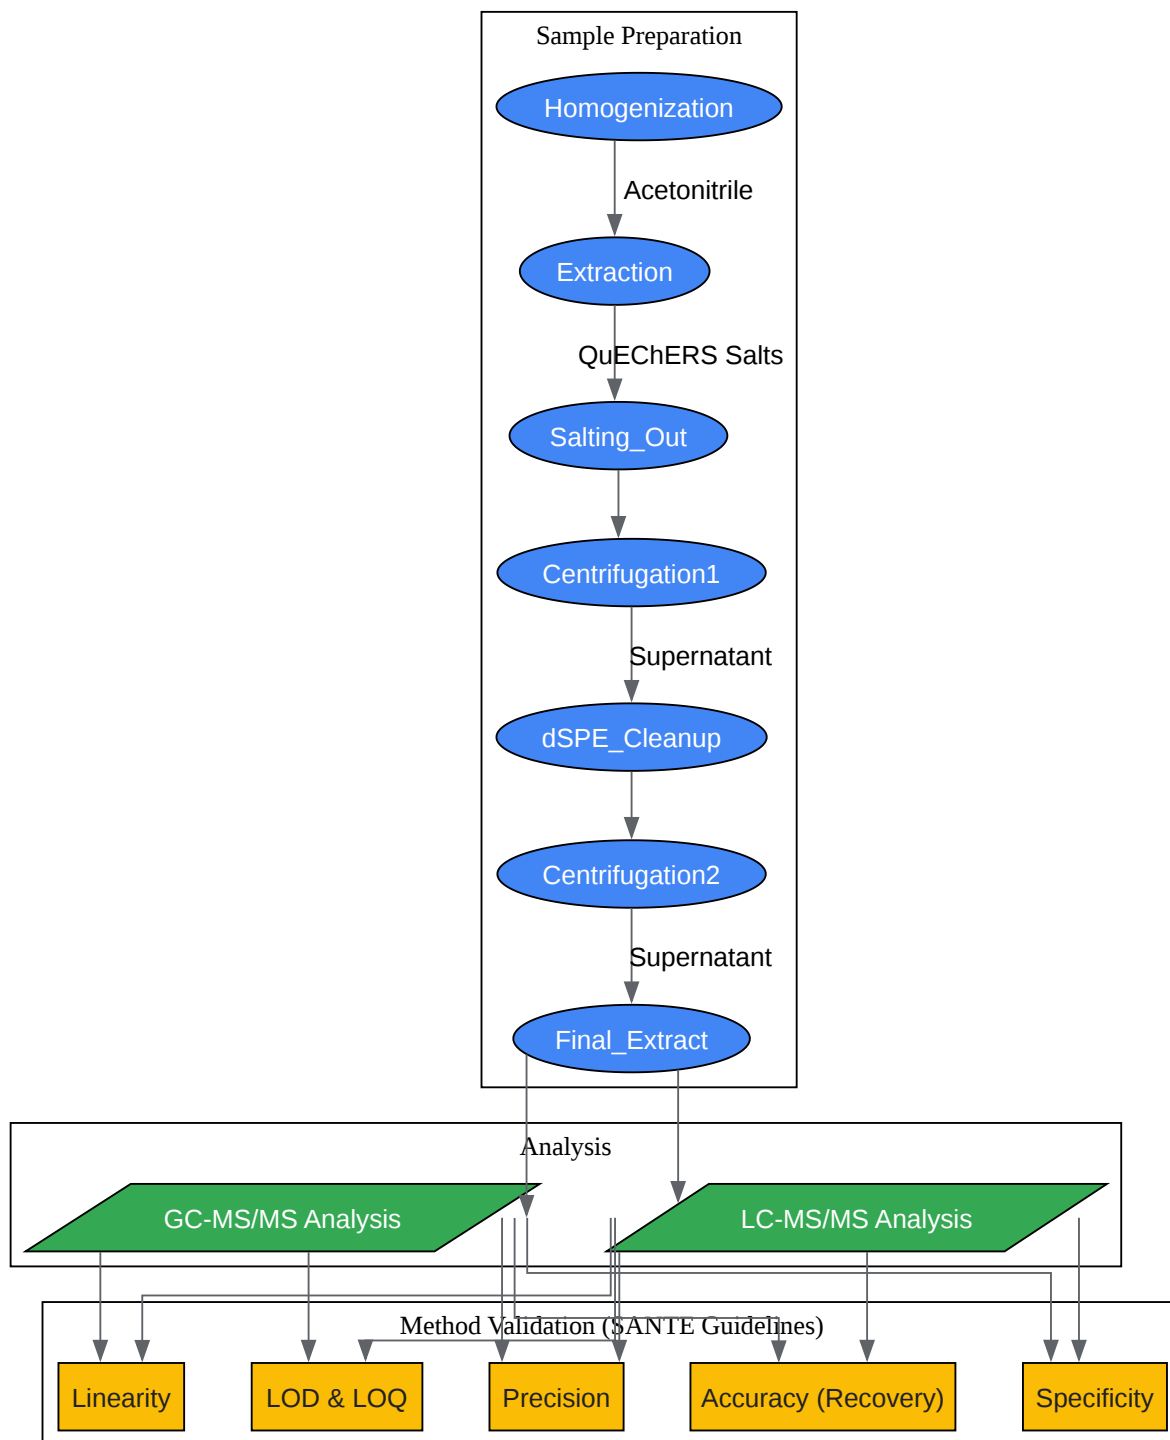 Sample Preparation
Homogenization
Acetonitrile
Extraction
QuEChERS Salts
Salting_Out
Centrifugation1
Supernatant
dSPE_Cleanup
Centrifugation2
Supernatant
Final_Extract
Analysis
GC-MS/MS Analysis
LC-MS/MS Analysis
Method Validation (SANTE Guidelines)
Linearity
LOD & LOQ
Precision
Accuracy (Recovery)
Specificity